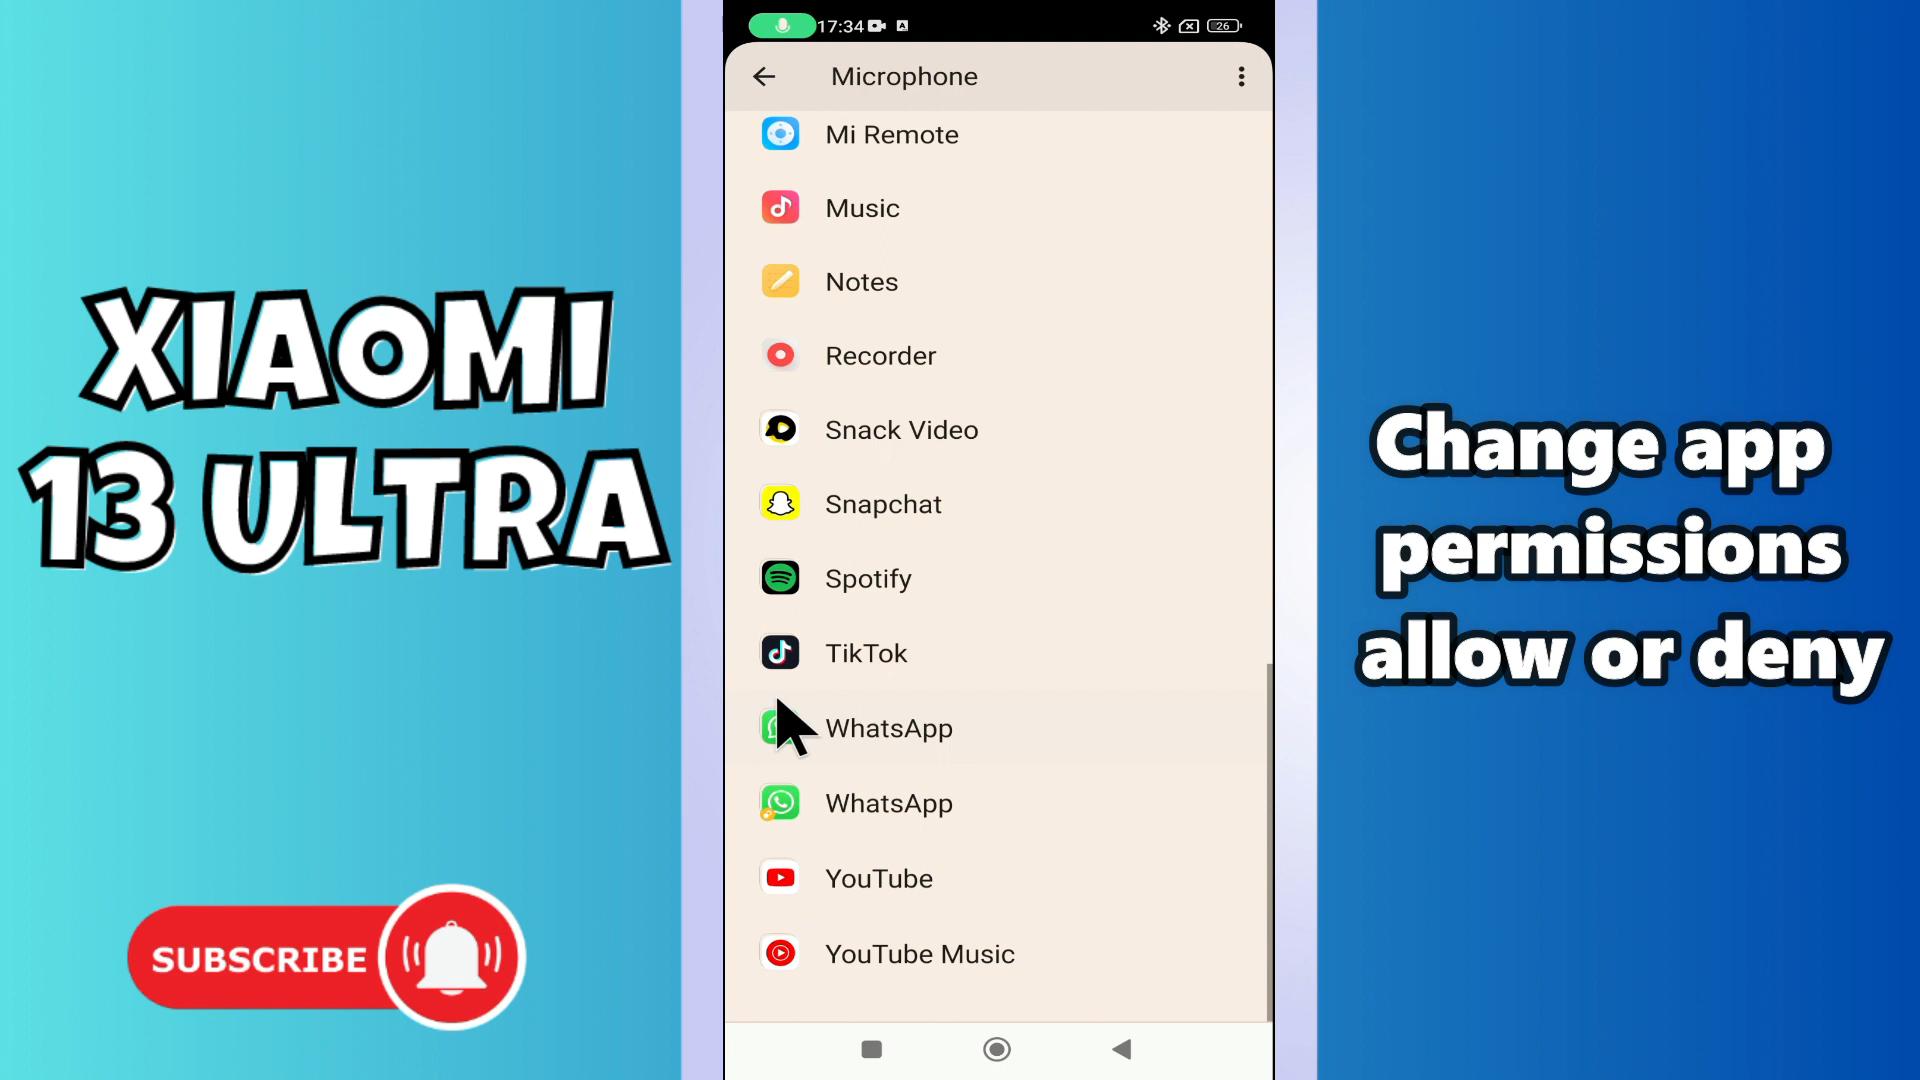 XIAOMI
13 ULTRA
SUBSCRIBE
17:34
26
Microphone
Mi Remote
Music
Notes
Recorder
Snack Video
Snapchat
Spotify
TikTok
WhatsApp
WhatsApp
YouTube
YouTube Music
Change app
permissions
allow or deny